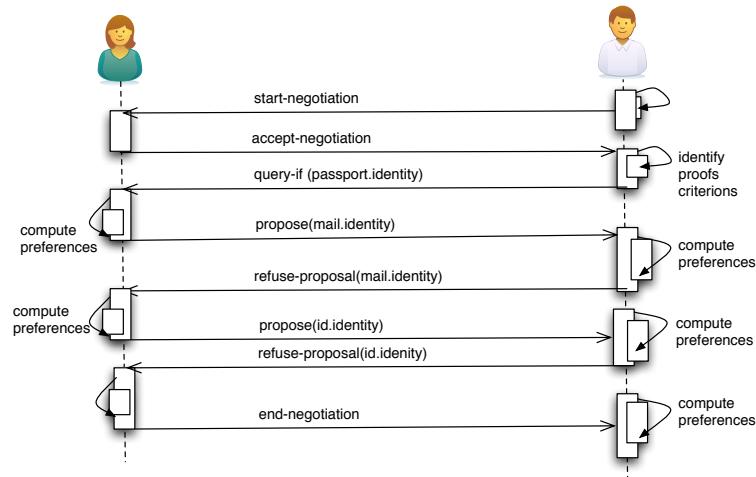 start-negotiation
accept-negotiation
identify
proofs
criterions
query-if (passport.identity)
compute
preferences
propose(mail.identity)
compute
preferences
refuse-proposal(mail.identity)
compute
preferences
propose(id.identity)
compute
preferences
refuse-proposal(id.idenity)
end-negotiation
compute
preferences